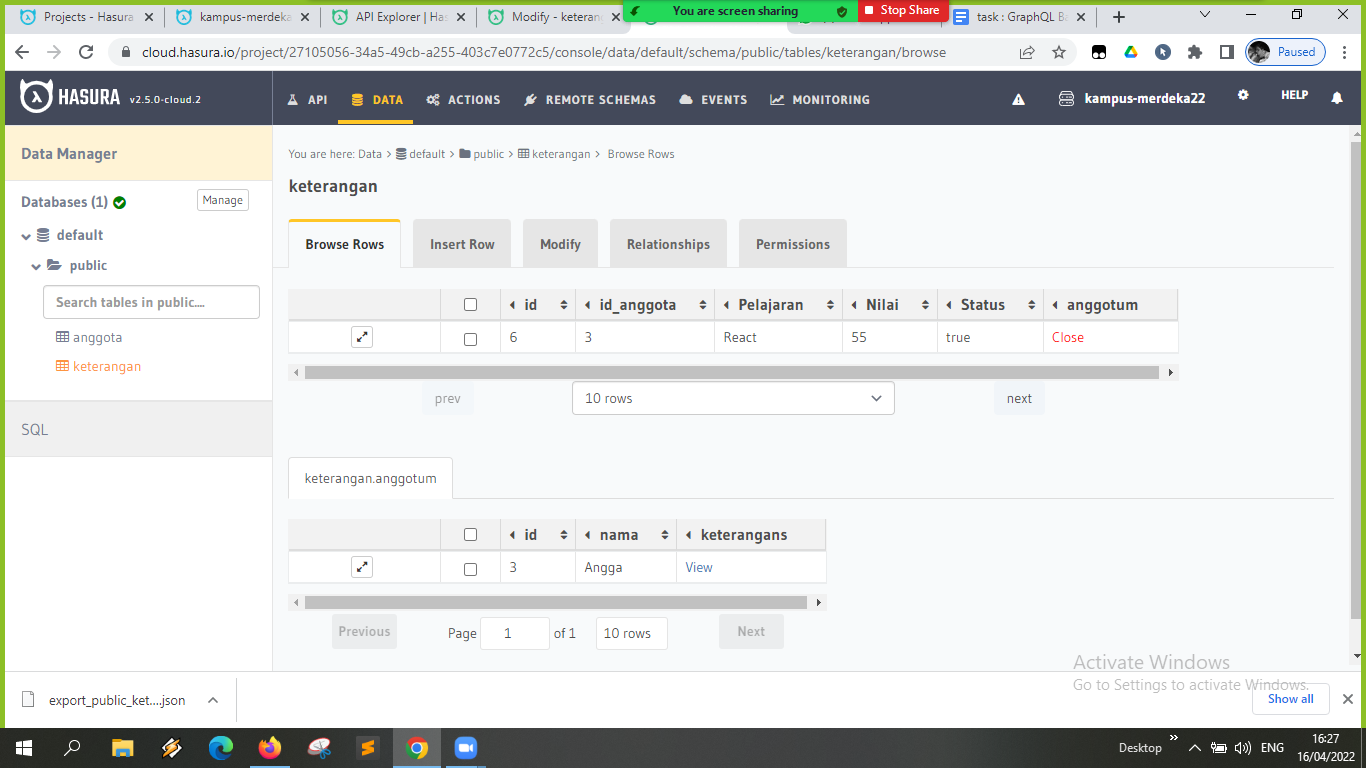 Projects - Hasura
kampus-merdeka
API Explorer | Has
Modify - keteran
You are screen sharing
Stop Share
task : GraphQL Ba
cloud.hasura.io/project/27105056-34a5-49cb-a255-403c7e0772c5/console/data/default/schema/public/tables/keterangan/browse
Paused
HASURA v2.5.0-cloud.2
API
DATA
ACTIONS
REMOTE SCHEMAS
EVENTS
MONITORING
kampus-merdeka22
HELP
Data Manager
Databases (1)
Manage
default
public
Search tables in public....
anggota
keterangan
SQL
You are here: Data > default > public > keterangan > Browse Rows
keterangan
Browse Rows
Insert Row
Modify
Relationships
Permissions
id id_anggota Pelajaran Nilai Status anggotum
6 3 React 55 true Close
prev
10 rows
next
keterangan.anggotum
id nama keterangans
3 Angga View
Previous
Page 1 of 1
10 rows
Next
Activate Windows
Go to Settings to activate Windows.
export_public_ket....json
Show all
Desktop
ENG
16:27
16/04/2022